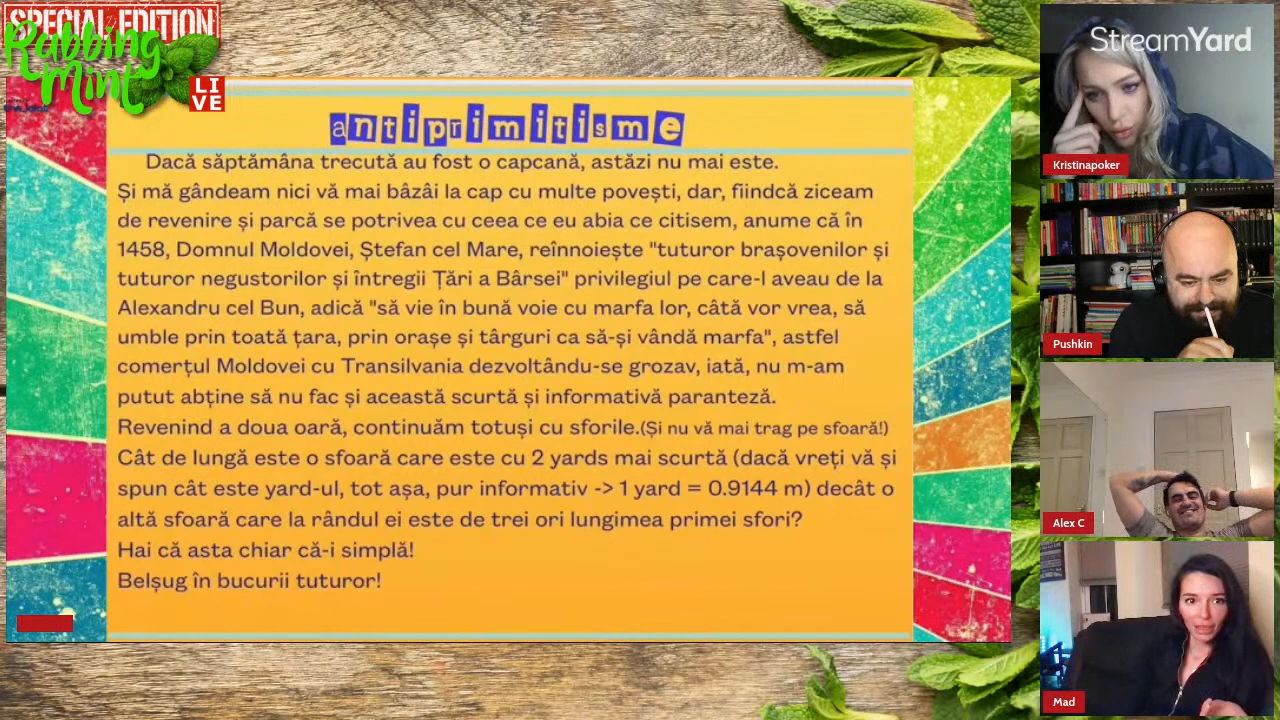 SPECIAL EDITION
Rubbing
Mint
LI
VE
antiprimitisme
Dacă săptămâna trecută au fost o capcană, astăzi nu mai este.
Și mă gândeam nici vă mai bâzâi la cap cu multe povești, dar, fiindcă ziceam
de revenire și parcă se potrivea cu ceea ce eu abia ce citisem, anume că în
1458, Domnul Moldovei, Ștefan cel Mare, reînnoiește "tuturor brașovenilor și
tuturor negustorilor și întregii Țări a Bârsei" privilegiul pe care-l aveau de la
Alexandru cel Bun, adică "să vie în bună voie cu marfa lor, câtă vor vrea, să
umble prin toată țara, prin orașe și târguri ca să-și vândă marfa", astfel
comerțul Moldovei cu Transilvania dezvoltându-se grozav, iată, nu m-am
putut abține să nu fac și această scurtă și informativă paranteză.
Revenind a doua oară, continuăm totuși cu sforile.(Și nu vă mai trag pe sfoară!)
Cât de lungă este o sfoară care este cu 2 yards mai scurtă (dacă vreți vă și
spun cât este yard-ul, tot așa, pur informativ -> 1 yard = 0.9144 m) decât o
altă sfoară care la rândul ei este de trei ori lungimea primei sfori?
Hai că asta chiar că-i simplă!
Belșug în bucurii tuturor!
StreamYard
Kristinapoker
Pushkin
Alex C
Mad